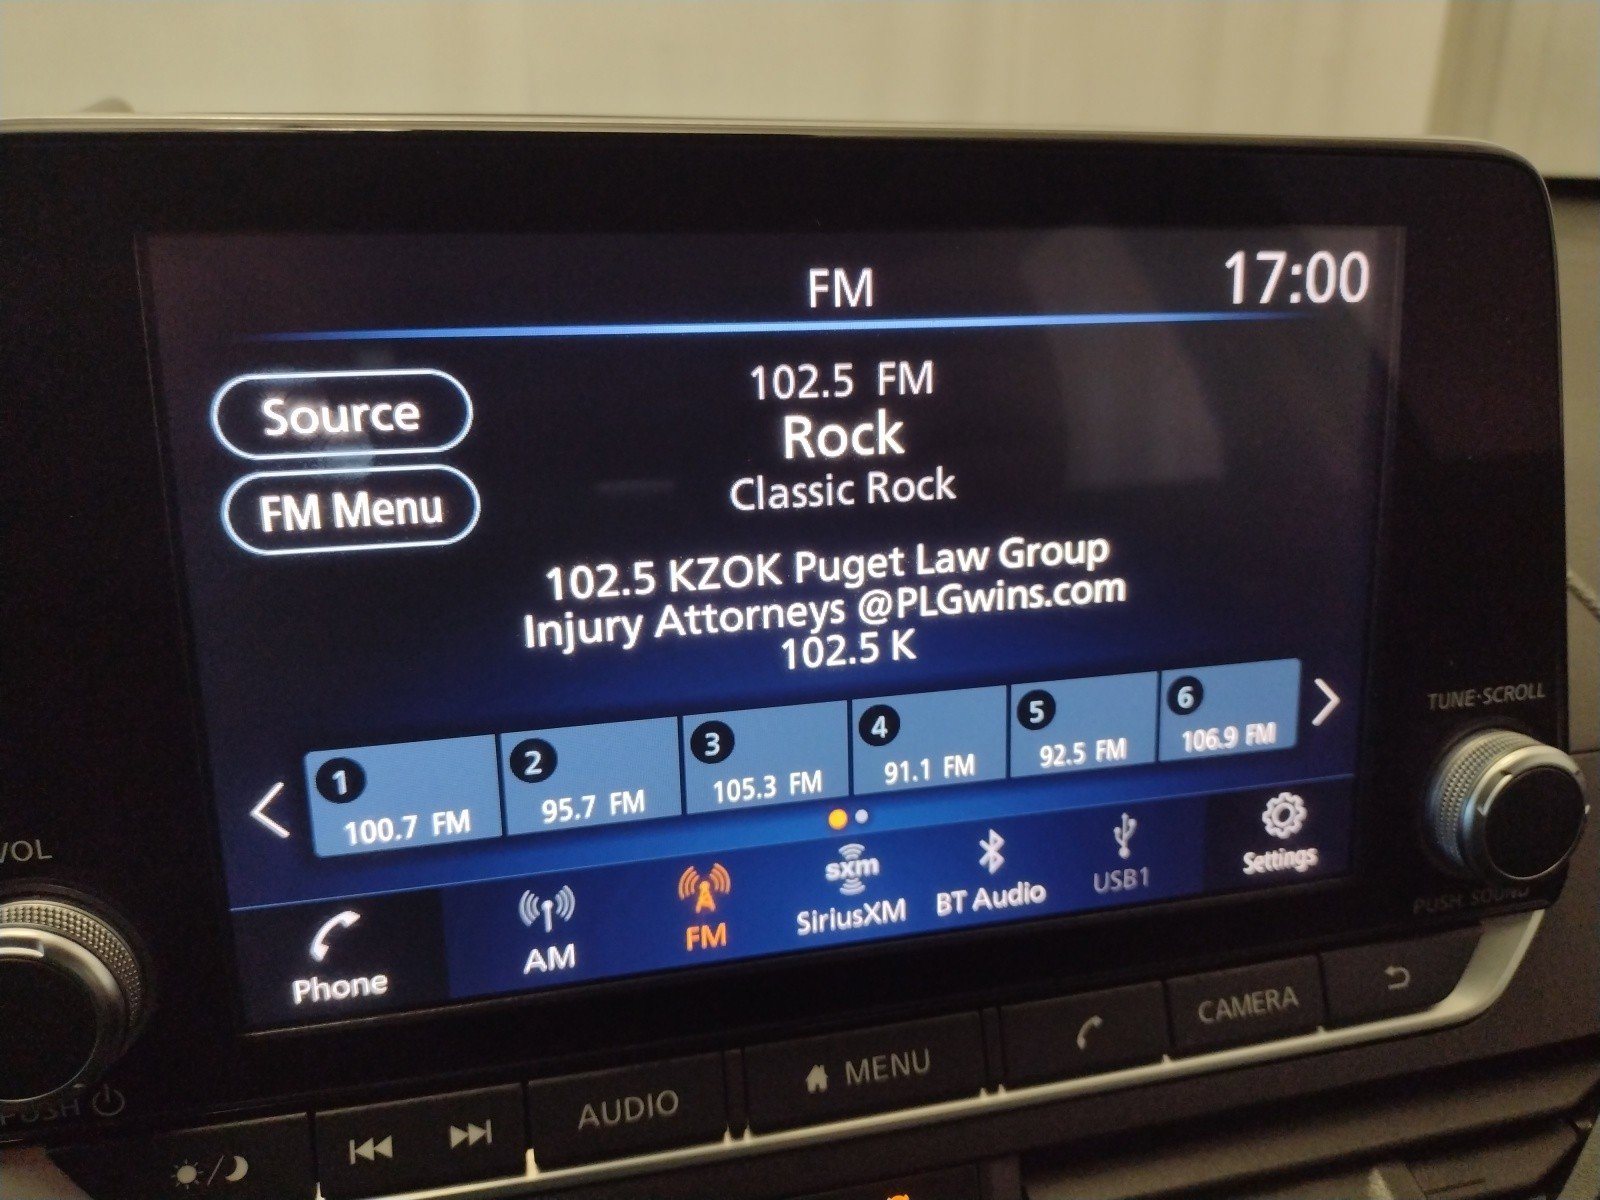 FM
17:00
Source
FM Menu
102.5 FM
Rock
Classic Rock
102.5 KZOK Puget Law Group
Injury Attorneys @PLGwins.com
102.5 K
1
100.7 FM
2
95.7 FM
3
105.3 FM
4
91.1 FM
5
92.5 FM
6
106.9 FM
Phone
AM
FM
sxm
SiriusXM
BT Audio
USB1
Settings
VOL
PUSH
TUNE·SCROLL
PUSH SOUND
AUDIO
MENU
CAMERA